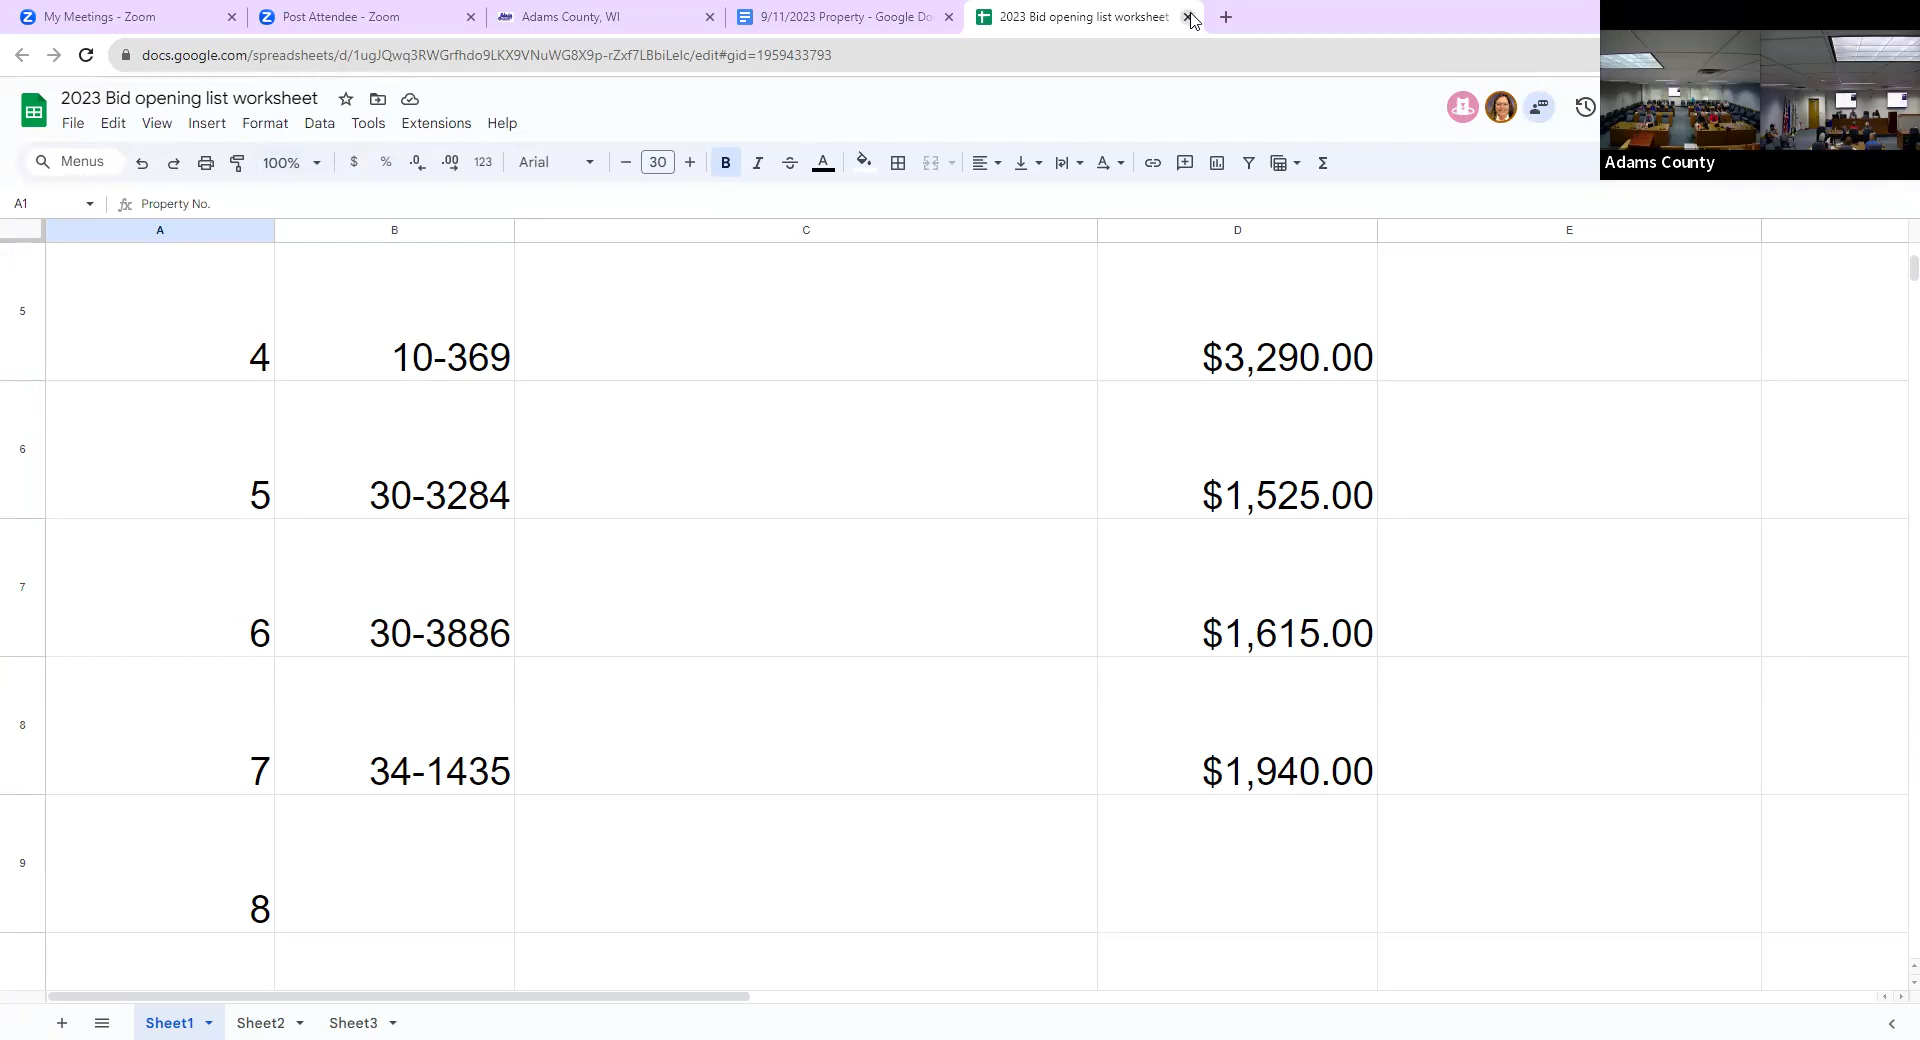 My Meetings - Zoom
Post Attendee - Zoom
Adams County, WI
9/11/2023 Property - Google Do
2023 Bid opening list worksheet
docs.google.com/spreadsheets/d/1ugJQwq3RWGrfhdo9LKX9VNuWG8X9p-rZxf7LBbiLelc/edit#gid=1959433793
2023 Bid opening list worksheet
File Edit View Insert Format Data Tools Extensions Help
Adams County
Menus 100% $ % .0 .00 123 Arial 30 B I S A A Σ
A1 fx Property No.
A B C D E
5 4 10-369 $3,290.00
6 5 30-3284 $1,525.00
7 6 30-3886 $1,615.00
8 7 34-1435 $1,940.00
9 8
Sheet1 Sheet2 Sheet3